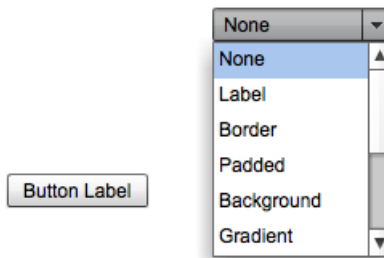 None
None
Label
Border
Padded
Button Label
Background
Gradient